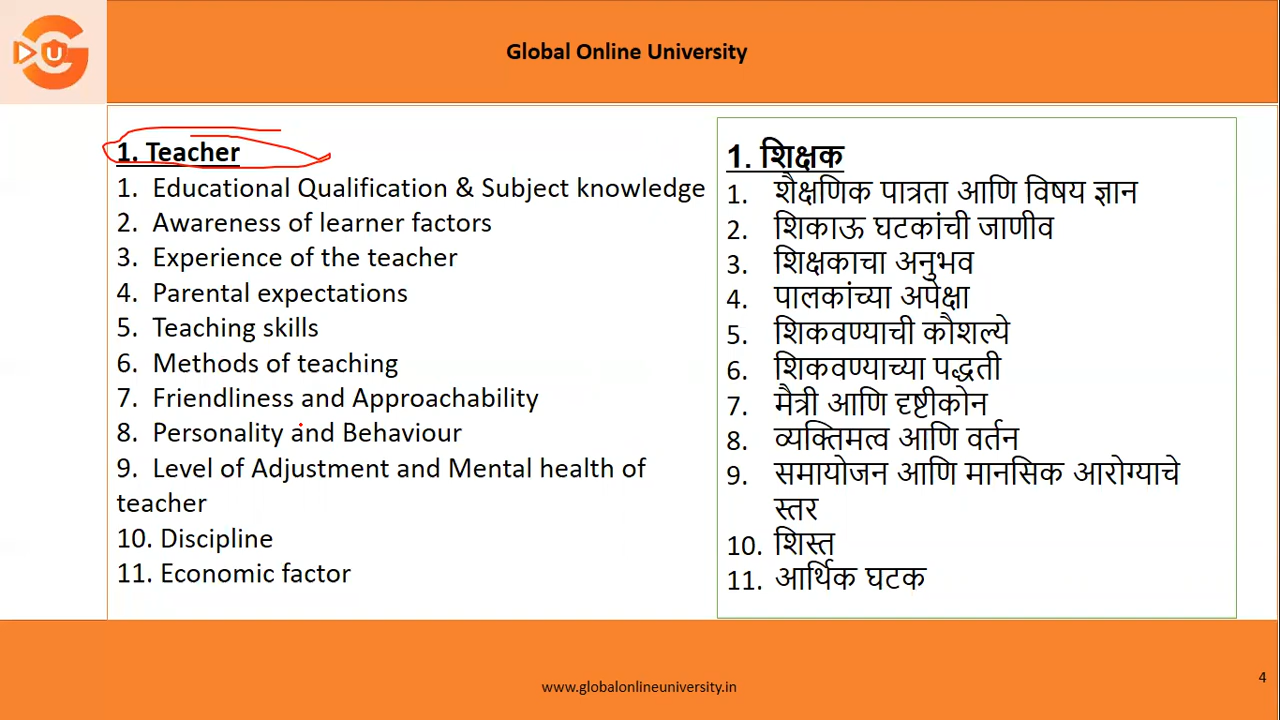 U
Global Online University
1. Teacher
1. Educational Qualification & Subject knowledge
2. Awareness of learner factors
3. Experience of the teacher
4. Parental expectations
5. Teaching skills
6. Methods of teaching
7. Friendliness and Approachability
8. Personality and Behaviour
9. Level of Adjustment and Mental health of
teacher
10. Discipline
11. Economic factor
1. शिक्षक
1. शैक्षणिक पात्रता आणि विषय ज्ञान
2. शिकाऊ घटकांची जाणीव
3. शिक्षकाचा अनुभव
4. पालकांच्या अपेक्षा
5. शिकवण्याची कौशल्ये
6. शिकवण्याच्या पद्धती
7. मैत्री आणि दृष्टीकोन
8. व्यक्तिमत्व आणि वर्तन
9. समायोजन आणि मानसिक आरोग्याचे
स्तर
10. शिस्त
11. आर्थिक घटक
www.globalonlineuniversity.in
4